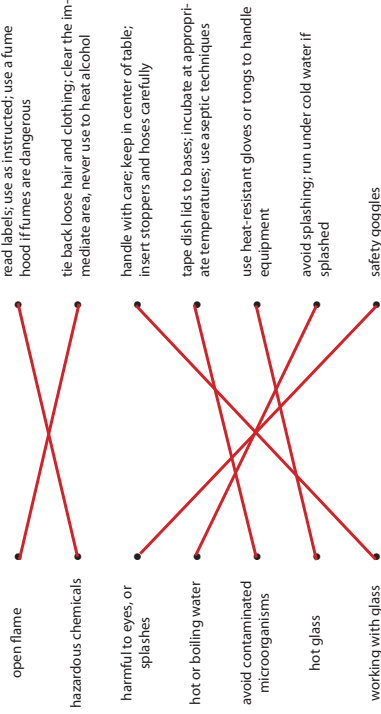 open flame
hazardous chemicals
harmful to eyes, or
splashes
hot or boiling water
avoid contaminated
microorganisms
hot glass
working with glass
read labels; use as instructed; use a fume
hood if fumes are dangerous
tie back loose hair and clothing; clear the im-
mediate area, never use to heat alcohol
handle with care; keep in center of table;
insert stoppers and hoses carefully
tape dish lids to bases; incubate at appropri-
ate temperatures; use aseptic techniques
use heat-resistant gloves or tongs to handle
equipment
avoid splashing; run under cold water if
splashed
safety goggles